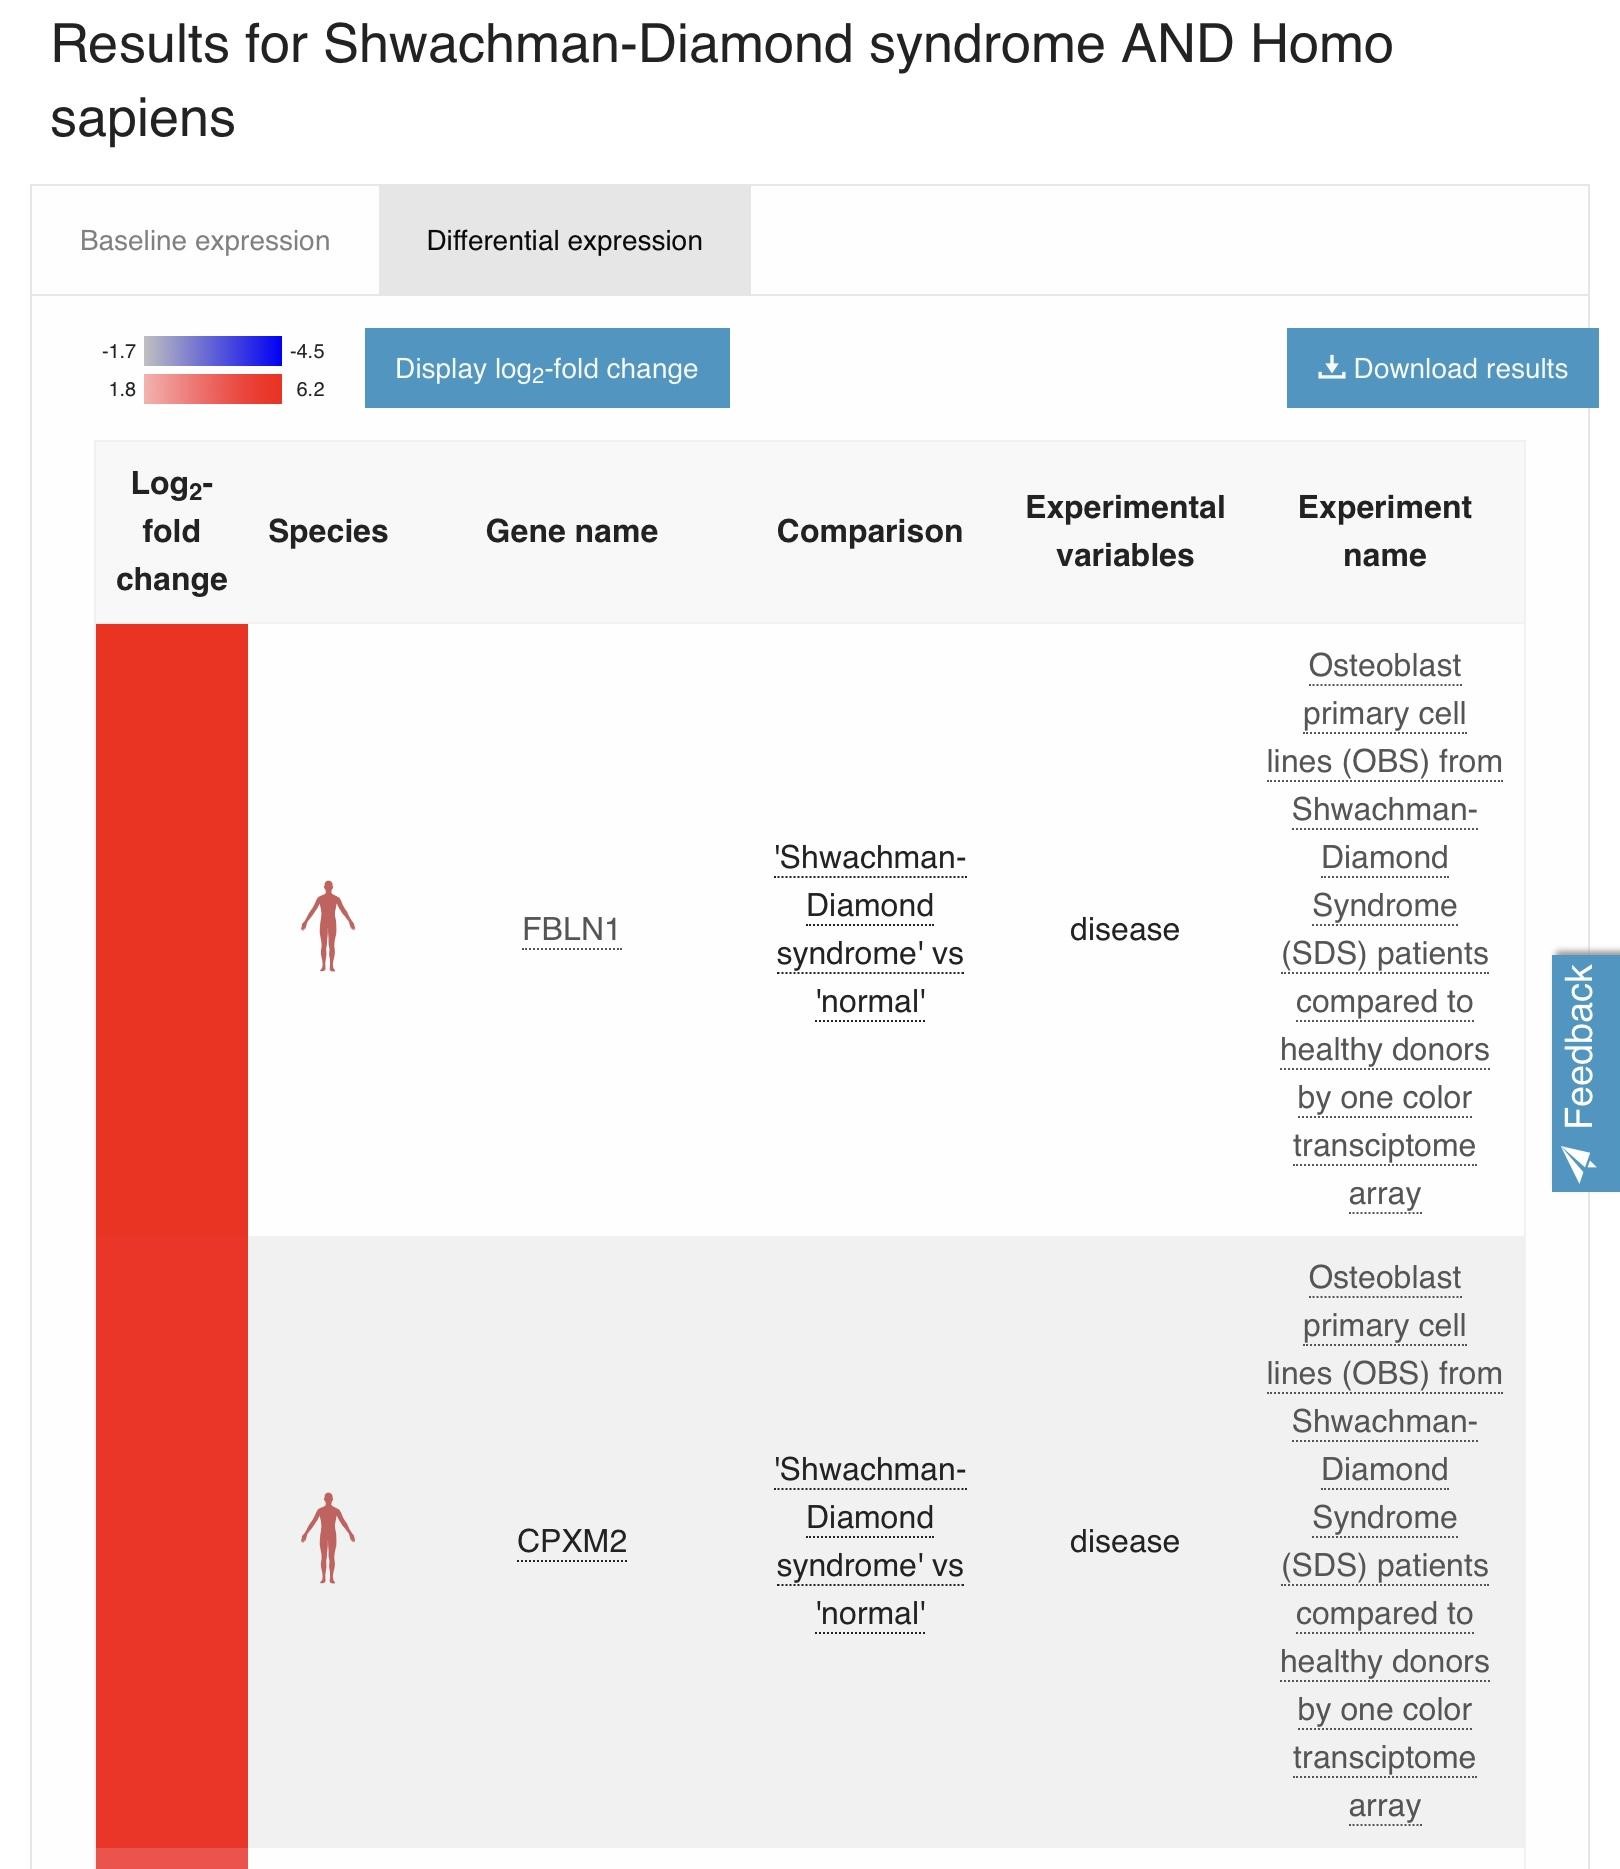 Results for Shwachman-Diamond syndrome AND Homo
sapiens
Baseline expression
Differential expression
-1.7
-4.5
1.8
6.2
Display log₂-fold change
Download results
Log₂-
fold
change
Species
Gene name
Comparison
Experimental
variables
Experiment
name
FBLN1
'Shwachman-
Diamond
syndrome' vs
'normal'
disease
Osteoblast
primary cell
lines (OBS) from
Shwachman-
Diamond
Syndrome
(SDS) patients
compared to
healthy donors
by one color
transciptome
array
CPXM2
'Shwachman-
Diamond
syndrome' vs
'normal'
disease
Osteoblast
primary cell
lines (OBS) from
Shwachman-
Diamond
Syndrome
(SDS) patients
compared to
healthy donors
by one color
transciptome
array
Feedback